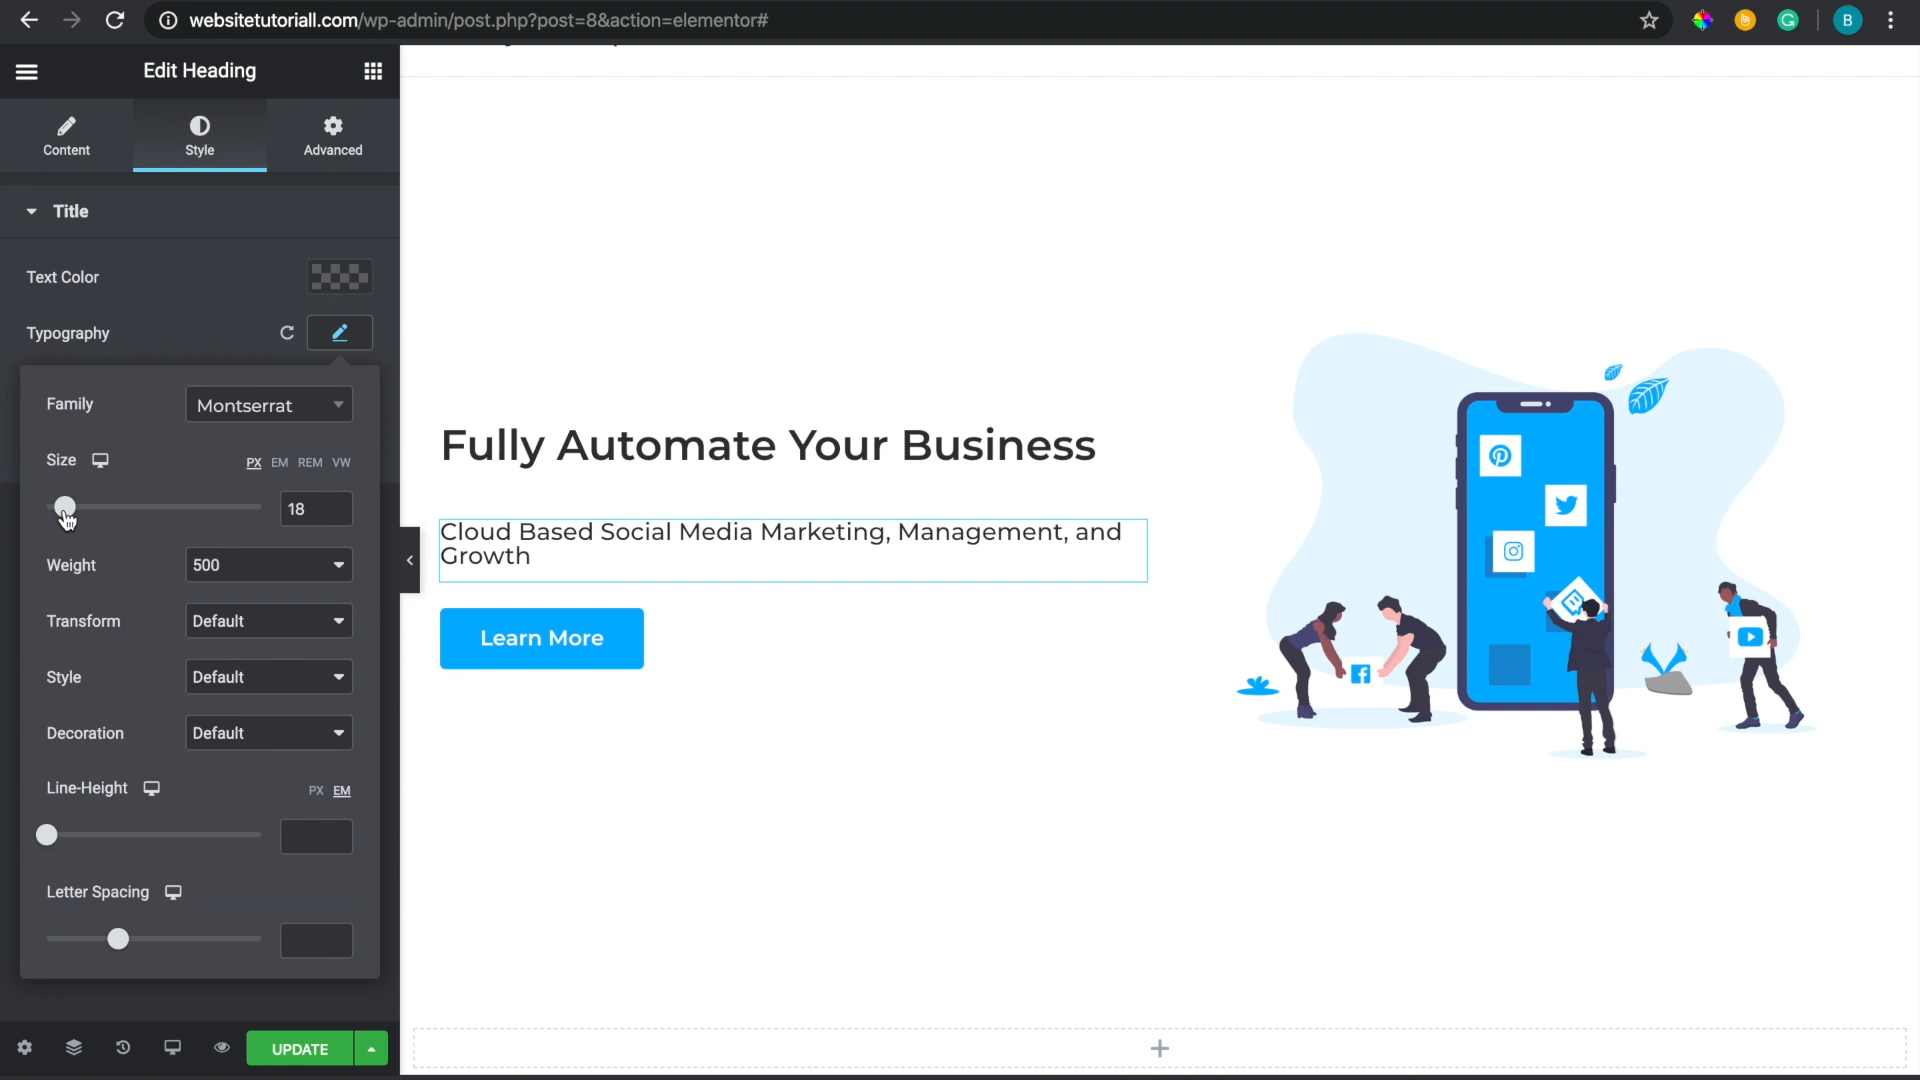 websitetutoriall.com/wp-admin/post.php?post=8&action=elementor#
B
Edit Heading
Content
Style
Advanced
Title
Text Color
Typography
Family
Montserrat
Size
PX EM REM VW
18
Weight
500
Transform
Default
Style
Default
Decoration
Default
Line-Height
PX EM
Letter Spacing
UPDATE
Fully Automate Your Business
Cloud Based Social Media Marketing, Management, and
Growth
Learn More